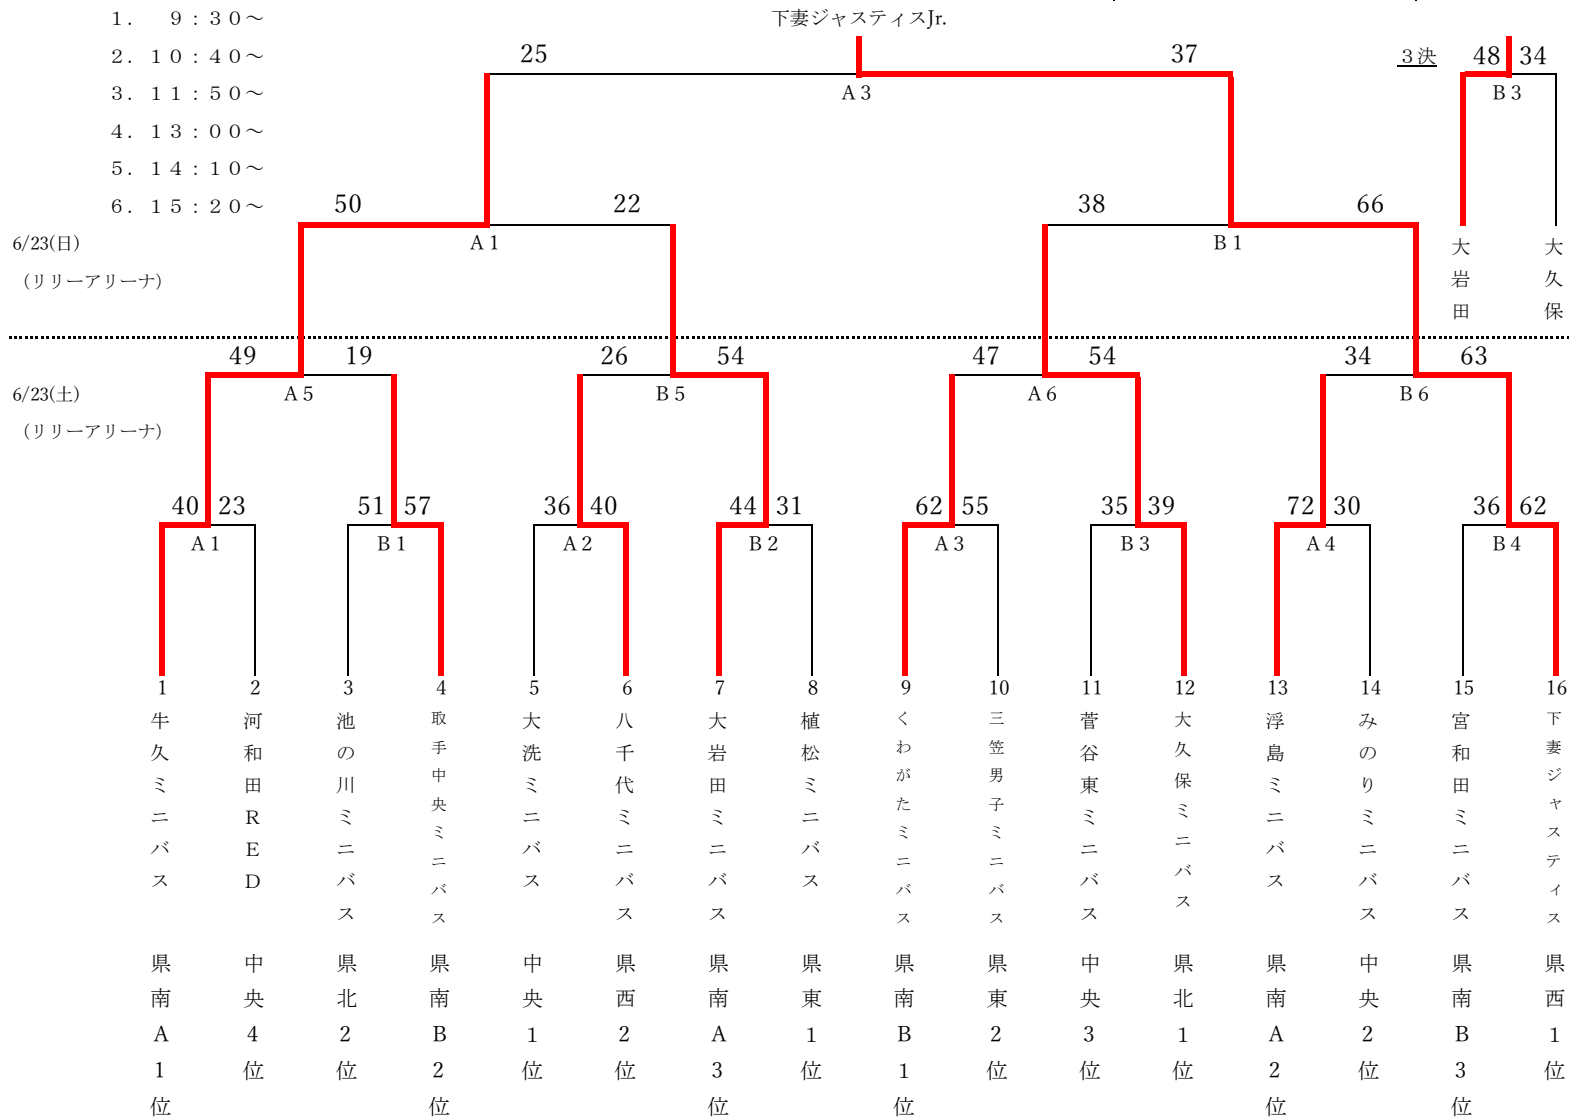 1.　9：30～
下妻ジャスティスJr.
2.10：40～
25
37
3決
48
34
3.11：50～
A3
B3
4.13：00～
5.14：10～
6.15：20～
50
22
38
66
6/23(日)
A1
B1
(リリーアリーナ)
大岩田
大久保
49
19
26
54
47
54
34
63
6/23(土)
A5
B5
A6
B6
(リリーアリーナ)
40
23
51
57
36
40
44
31
62
55
35
39
72
30
36
62
A1
B1
A2
B2
A3
B3
A4
B4
1
2
3
4
5
6
7
8
9
10
11
12
13
14
15
16
牛久ミニバス
河和田RED
池の川ミニバス
取手中央ミニバス
大洗ミニバス
八千代ミニバス
大岩田ミニバス
植松ミニバス
くわがたミニバス
三笠男子ミニバス
菅谷東ミニバス
大久保ミニバス
浮島ミニバス
みのりミニバス
宮和田ミニバス
下妻ジャスティス
県南A1位
中央4位
県北2位
県南B2位
中央1位
県西2位
県南A3位
県東1位
県南B1位
県東2位
中央3位
県北1位
県南A2位
中央2位
県南B3位
県西1位